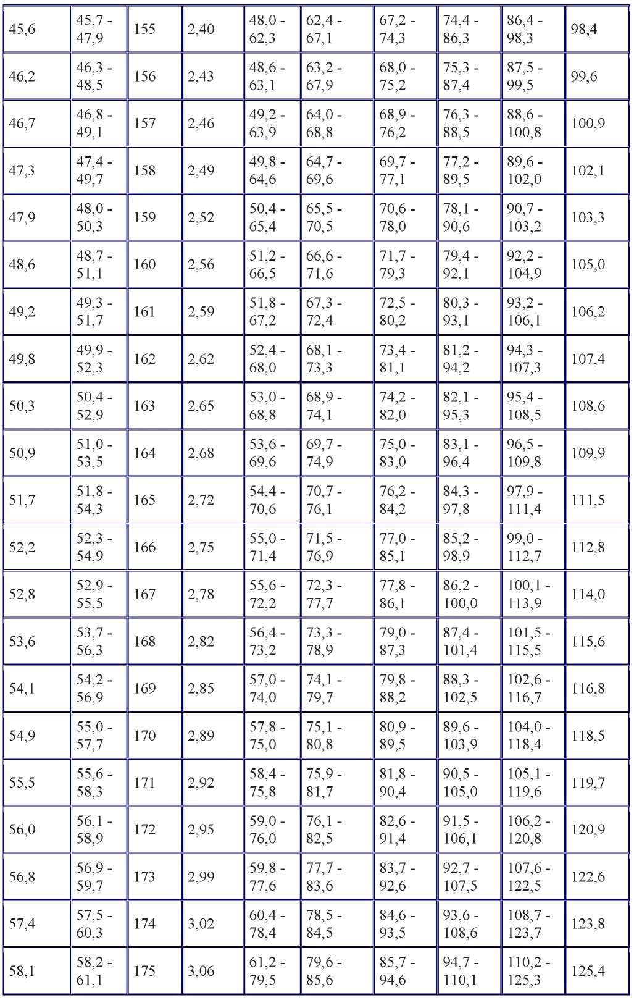 45,6 45,7 - 47,9 155 2,40 48,0 - 62,3 62,4 - 67,1 67,2 - 74,3 74,4 - 86,3 86,4 - 98,3 98,4
46,2 46,3 - 48,5 156 2,43 48,6 - 63,1 63,2 - 67,9 68,0 - 75,2 75,3 - 87,4 87,5 - 99,5 99,6
46,7 46,8 - 49,1 157 2,46 49,2 - 63,9 64,0 - 68,8 68,9 - 76,2 76,3 - 88,5 88,6 - 100,8 100,9
47,3 47,4 - 49,7 158 2,49 49,8 - 64,6 64,7 - 69,6 69,7 - 77,1 77,2 - 89,5 89,6 - 102,0 102,1
47,9 48,0 - 50,3 159 2,52 50,4 - 65,4 65,5 - 70,5 70,6 - 78,0 78,1 - 90,6 90,7 - 103,2 103,3
48,6 48,7 - 51,1 160 2,56 51,2 - 66,5 66,6 - 71,6 71,7 - 79,3 79,4 - 92,1 92,2 - 104,9 105,0
49,2 49,3 - 51,7 161 2,59 51,8 - 67,2 67,3 - 72,4 72,5 - 80,2 80,3 - 93,1 93,2 - 106,1 106,2
49,8 49,9 - 52,3 162 2,62 52,4 - 68,0 68,1 - 73,3 73,4 - 81,1 81,2 - 94,2 94,3 - 107,3 107,4
50,3 50,4 - 52,9 163 2,65 53,0 - 68,8 68,9 - 74,1 74,2 - 82,0 82,1 - 95,3 95,4 - 108,5 108,6
50,9 51,0 - 53,5 164 2,68 53,6 - 69,6 69,7 - 74,9 75,0 - 83,0 83,1 - 96,4 96,5 - 109,8 109,9
51,7 51,8 - 54,3 165 2,72 54,4 - 70,6 70,7 - 76,1 76,2 - 84,2 84,3 - 97,8 97,9 - 111,4 111,5
52,2 52,3 - 54,9 166 2,75 55,0 - 71,4 71,5 - 76,9 77,0 - 85,1 85,2 - 98,9 99,0 - 112,7 112,8
52,8 52,9 - 55,5 167 2,78 55,6 - 72,2 72,3 - 77,7 77,8 - 86,1 86,2 - 100,0 100,1 - 113,9 114,0
53,6 53,7 - 56,3 168 2,82 56,4 - 73,2 73,3 - 78,9 79,0 - 87,3 87,4 - 101,4 101,5 - 115,5 115,6
54,1 54,2 - 56,9 169 2,85 57,0 - 74,0 74,1 - 79,7 79,8 - 88,2 88,3 - 102,5 102,6 - 116,7 116,8
54,9 55,0 - 57,7 170 2,89 57,8 - 75,0 75,1 - 80,8 80,9 - 89,5 89,6 - 103,9 104,0 - 118,4 118,5
55,5 55,6 - 58,3 171 2,92 58,4 - 75,8 75,9 - 81,7 81,8 - 90,4 90,5 - 105,0 105,1 - 119,6 119,7
56,0 56,1 - 58,9 172 2,95 59,0 - 76,0 76,1 - 82,5 82,6 - 91,4 91,5 - 106,1 106,2 - 120,8 120,9
56,8 56,9 - 59,7 173 2,99 59,8 - 77,6 77,7 - 83,6 83,7 - 92,6 92,7 - 107,5 107,6 - 122,5 122,6
57,4 57,5 - 60,3 174 3,02 60,4 - 78,4 78,5 - 84,5 84,6 - 93,5 93,6 - 108,6 108,7 - 123,7 123,8
58,1 58,2 - 61,1 175 3,06 61,2 - 79,5 79,6 - 85,6 85,7 - 94,6 94,7 - 110,1 110,2 - 125,3 125,4